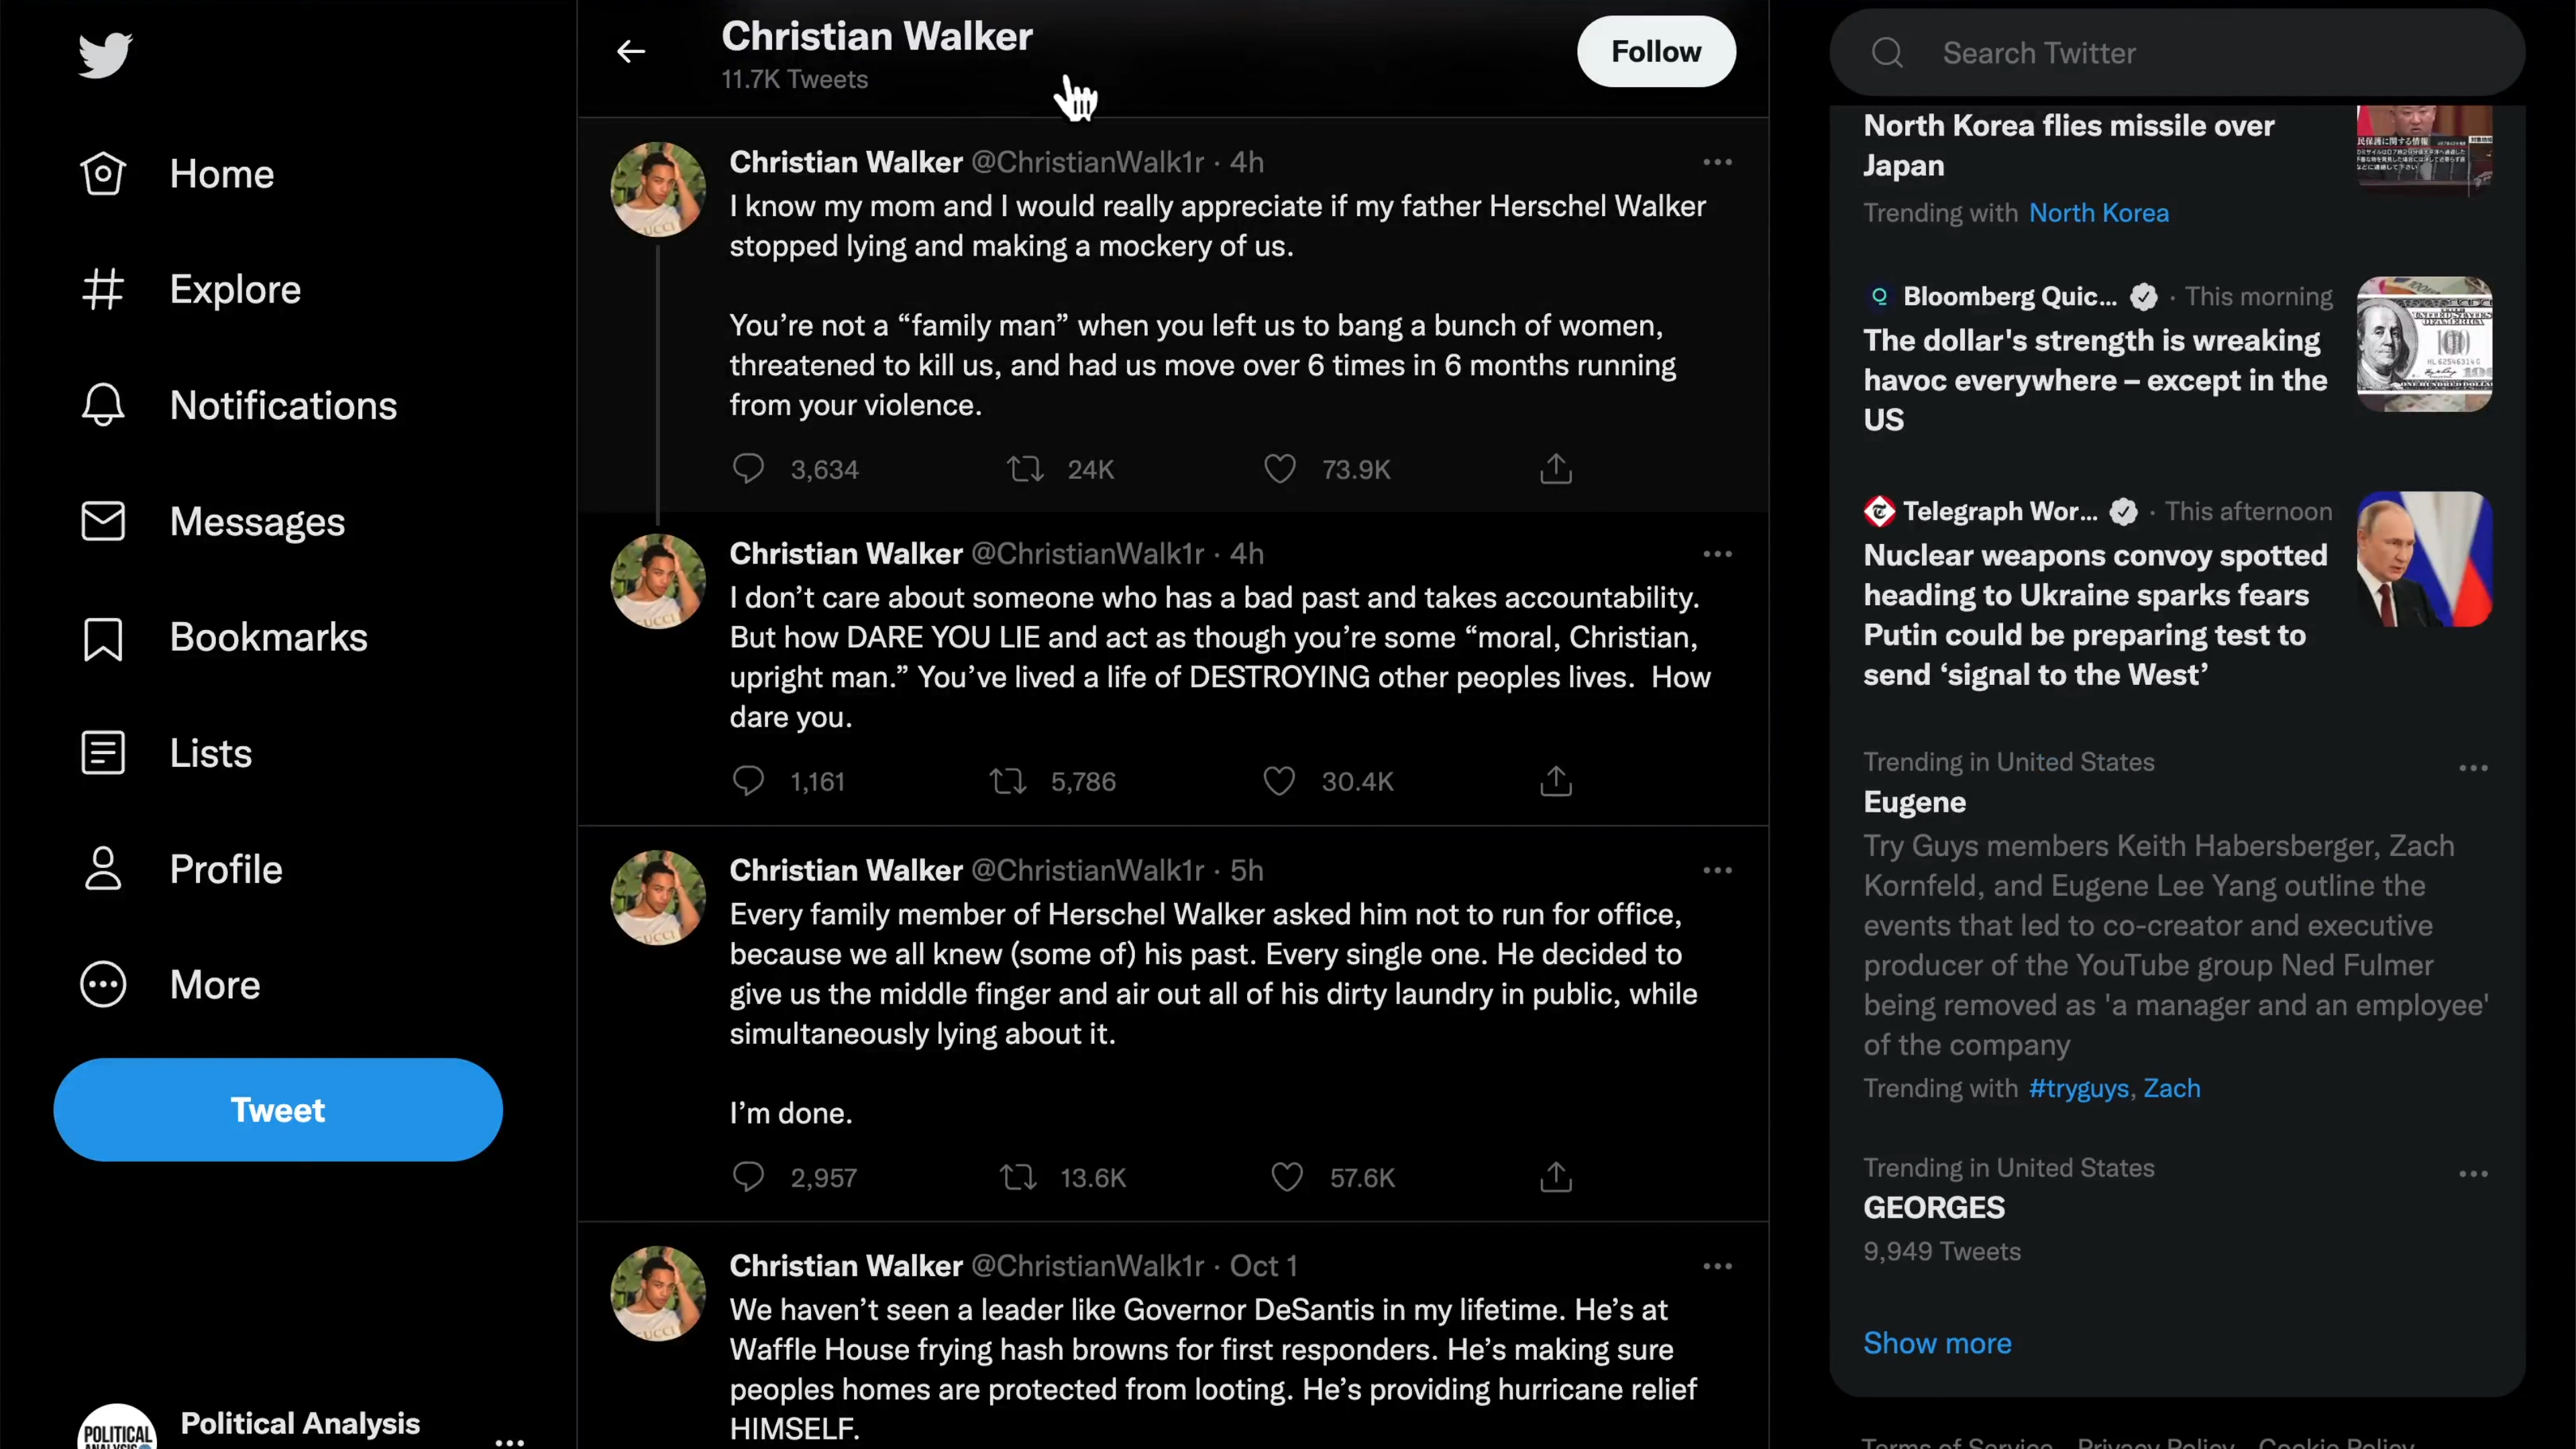 Home
Explore
Notifications
Messages
Bookmarks
Lists
Profile
More
Tweet
POLITICAL
Political Analysis
Christian Walker
11.7K Tweets
Follow
Christian Walker @ChristianWalk1r · 4h
I know my mom and I would really appreciate if my father Herschel Walker
stopped lying and making a mockery of us.
You’re not a “family man” when you left us to bang a bunch of women,
threatened to kill us, and had us move over 6 times in 6 months running
from your violence.
3,634 24K 73.9K
Christian Walker @ChristianWalk1r · 4h
I don’t care about someone who has a bad past and takes accountability.
But how DARE YOU LIE and act as though you’re some “moral, Christian,
upright man.” You’ve lived a life of DESTROYING other peoples lives.  How
dare you.
1,161 5,786 30.4K
Christian Walker @ChristianWalk1r · 5h
Every family member of Herschel Walker asked him not to run for office,
because we all knew (some of) his past. Every single one. He decided to
give us the middle finger and air out all of his dirty laundry in public, while
simultaneously lying about it.
I’m done.
2,957 13.6K 57.6K
Christian Walker @ChristianWalk1r · Oct 1
We haven’t seen a leader like Governor DeSantis in my lifetime. He’s at
Waffle House frying hash browns for first responders. He’s making sure
peoples homes are protected from looting. He’s providing hurricane relief
HIMSELF.
Search Twitter
North Korea flies missile over
Japan
Trending with North Korea
Bloomberg Quic... · This morning
The dollar's strength is wreaking
havoc everywhere – except in the
US
Telegraph Wor... · This afternoon
Nuclear weapons convoy spotted
heading to Ukraine sparks fears
Putin could be preparing test to
send ‘signal to the West’
Trending in United States
Eugene
Try Guys members Keith Habersberger, Zach
Kornfeld, and Eugene Lee Yang outline the
events that led to co-creator and executive
producer of the YouTube group Ned Fulmer
being removed as 'a manager and an employee'
of the company
Trending with #tryguys, Zach
Trending in United States
GEORGES
9,949 Tweets
Show more
Terms of Service Privacy Policy Cookie Policy